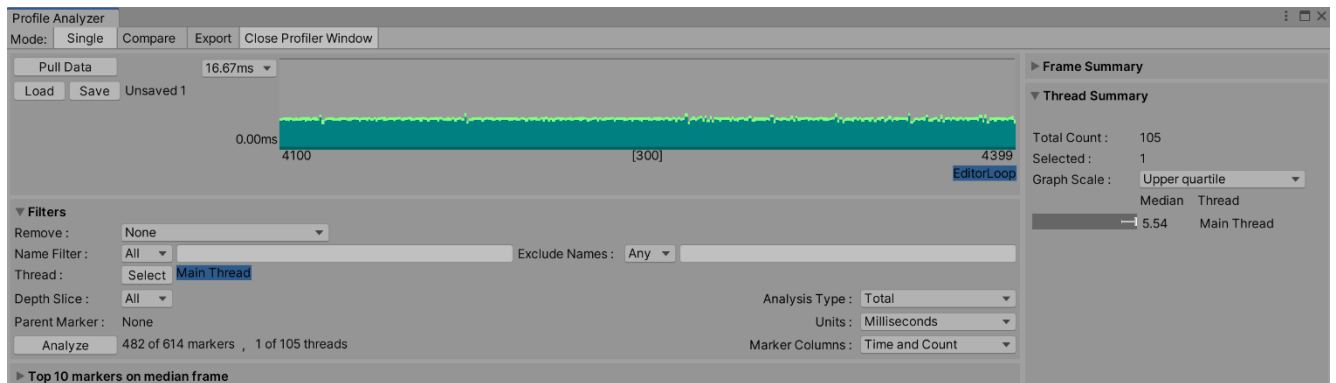 Profile Analyzer
Mode: Single Compare Export Close Profiler Window
Pull Data 16.67ms
Load Save Unsaved 1
0.00ms
4100 [300] 4399
EditorLoop
Filters
Remove : None
Name Filter : All Exclude Names : Any
Thread : Select Main Thread
Depth Slice : All Analysis Type : Total
Parent Marker : None Units : Milliseconds
Analyze 482 of 614 markers , 1 of 105 threads Marker Columns : Time and Count
Top 10 markers on median frame
Frame Summary
Thread Summary
Total Count : 105
Selected : 1
Graph Scale : Upper quartile
Median Thread
5.54 Main Thread